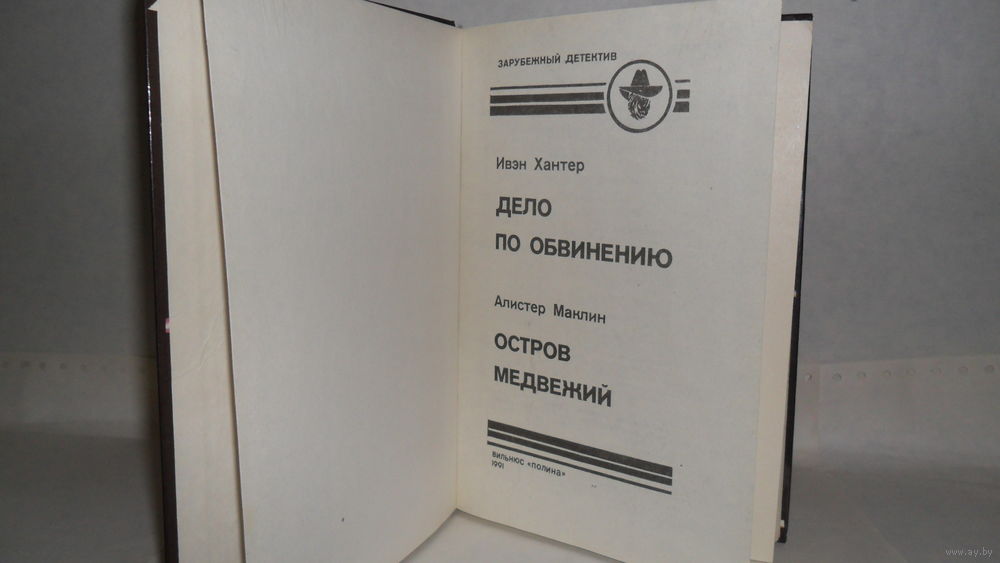 ЗАРУБЕЖНЫЙ ДЕТЕКТИВ
Ивэн Хантер
ДЕЛО
ПО ОБВИНЕНИЮ
Алистер Маклин
ОСТРОВ
МЕДВЕЖИЙ
ВИЛЬНЮС «ПОЛИНА»
1991
www.ay.by